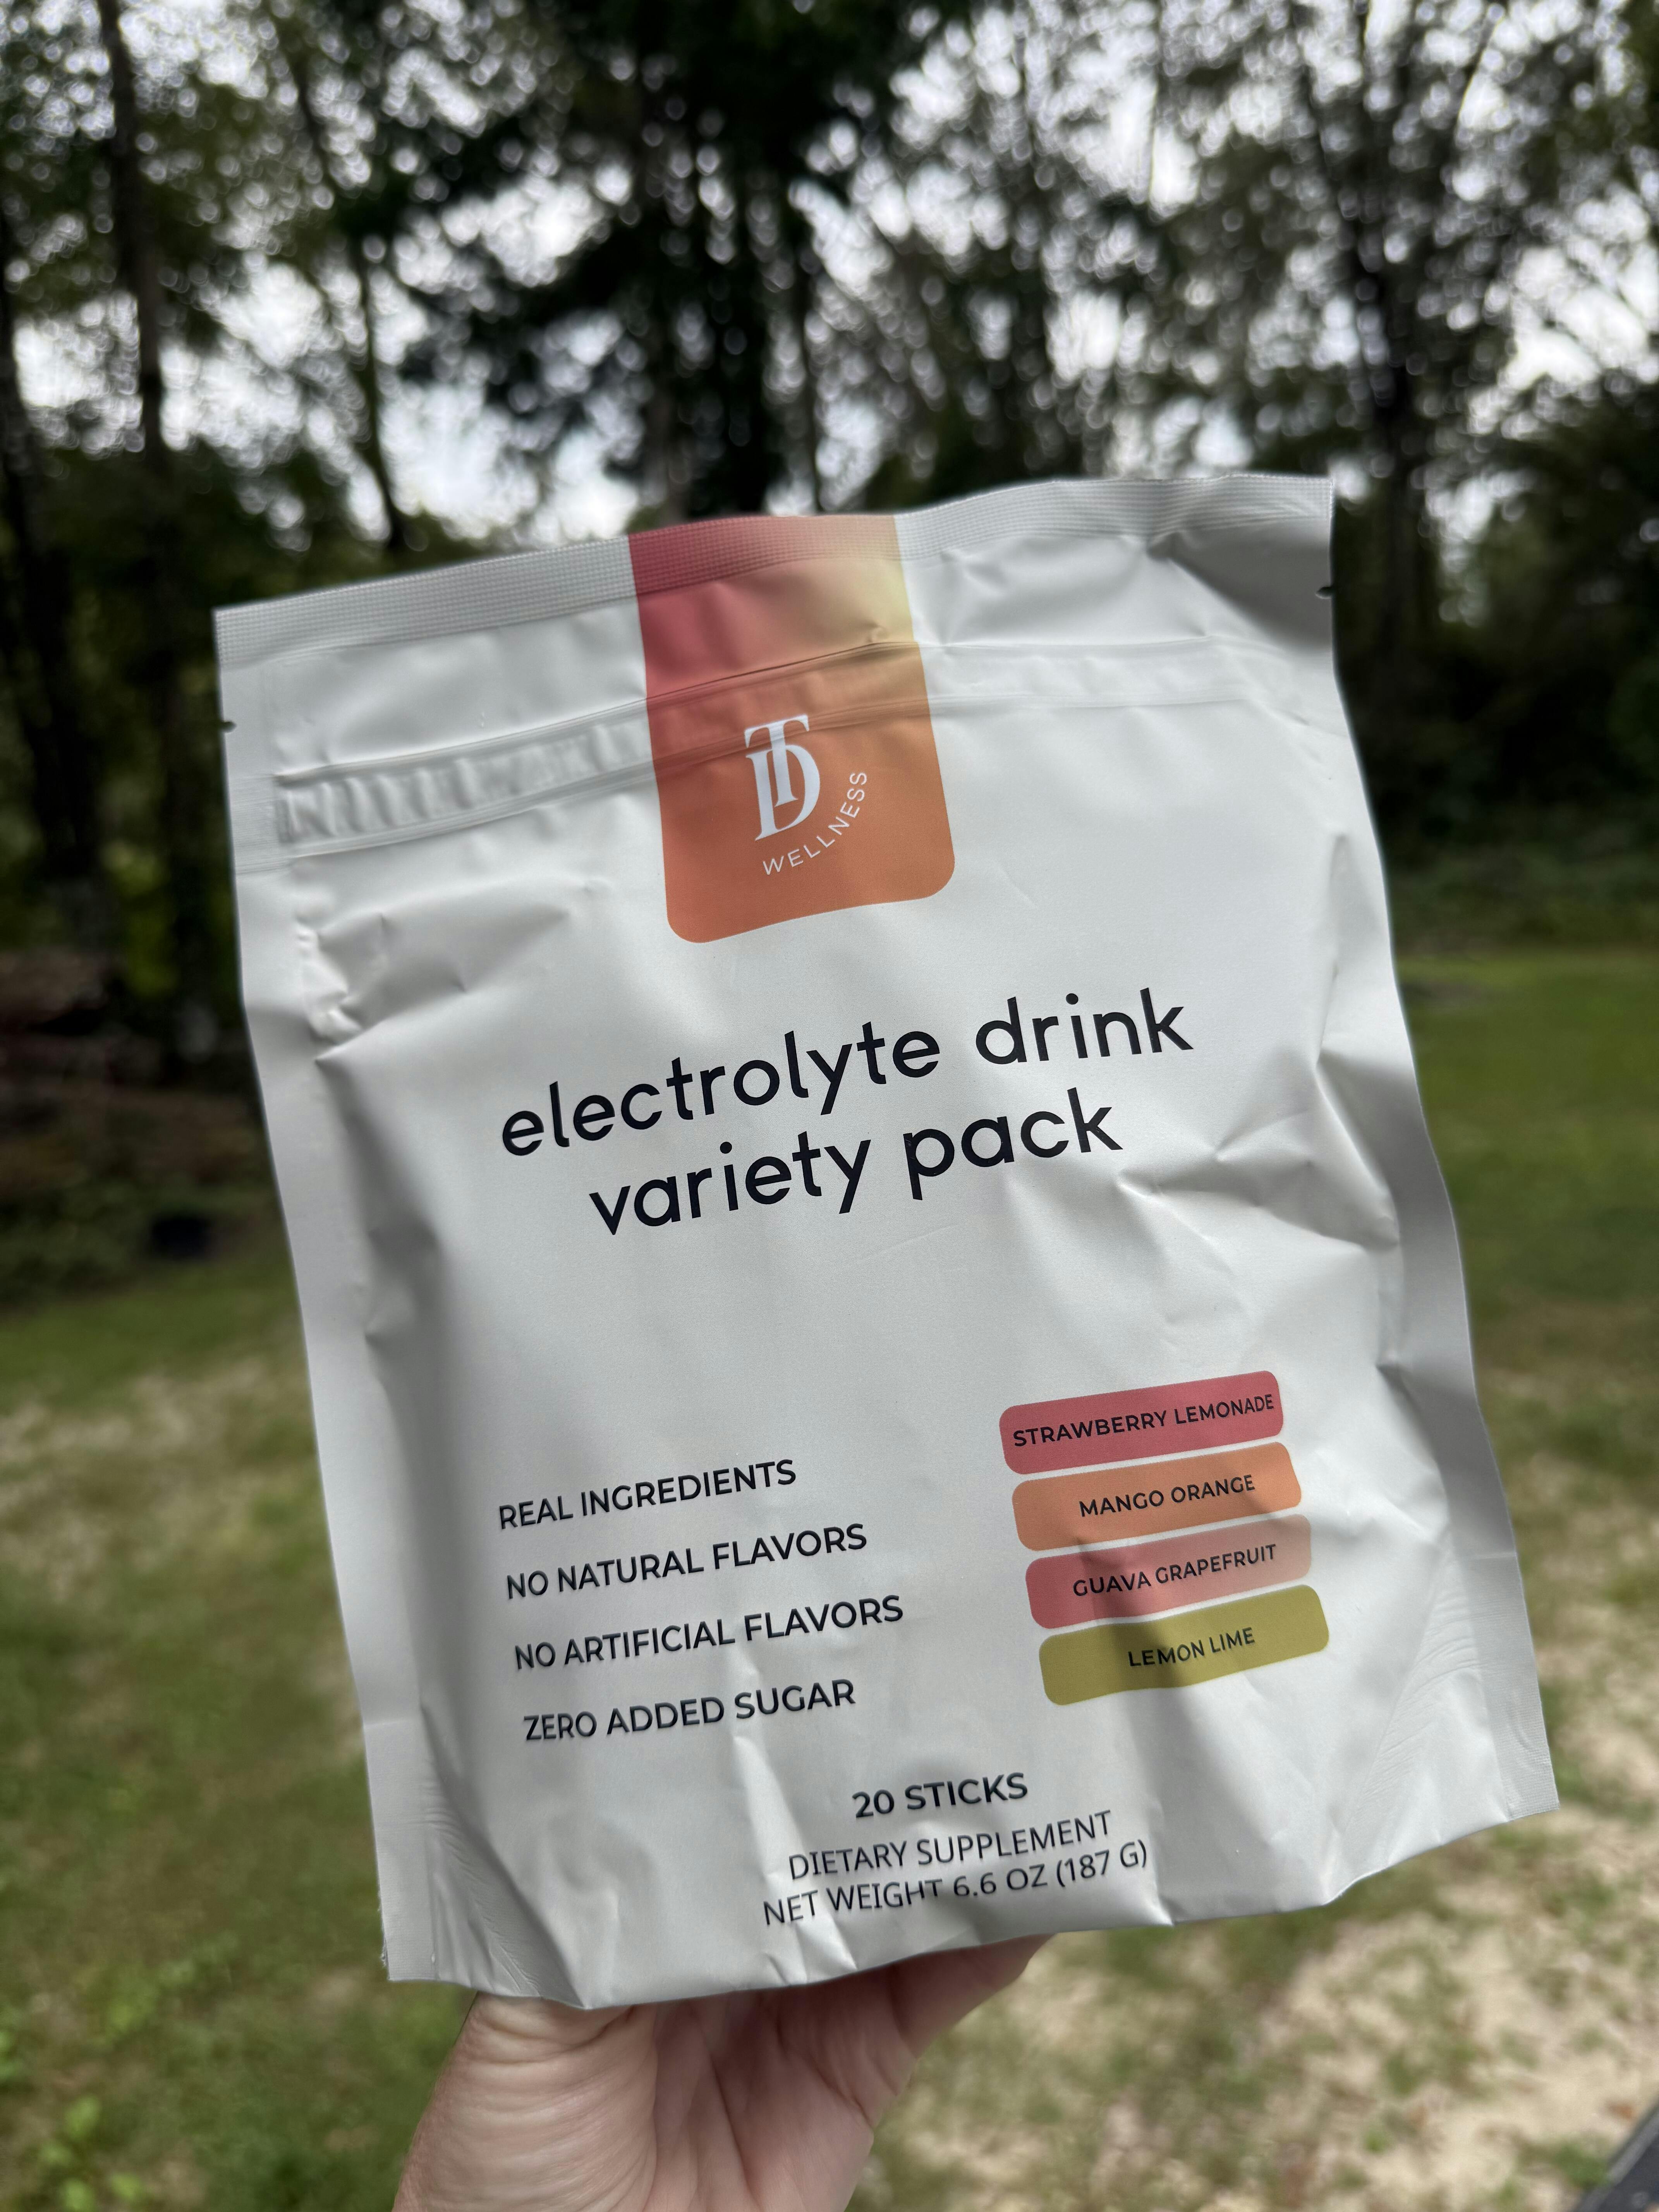 TD
WELLNESS
electrolyte drink
variety pack
REAL INGREDIENTS
NO NATURAL FLAVORS
NO ARTIFICIAL FLAVORS
ZERO ADDED SUGAR
STRAWBERRY LEMONADE
MANGO ORANGE
GUAVA GRAPEFRUIT
LEMON LIME
20 STICKS
DIETARY SUPPLEMENT
NET WEIGHT 6.6 OZ (187 G)